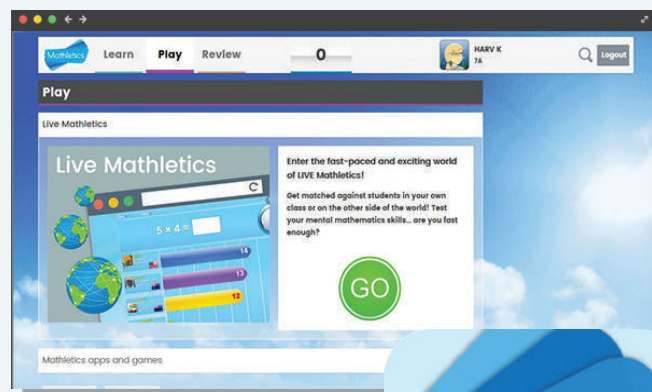 Mathletics
Learn
Play
Review
0
HARV K
7A
Logout
Play
Live Mathletics
Live Mathletics
5 × 4 =
14
13
12
Enter the fast-paced and exciting world
of LIVE Mathletics!
Get matched against students in your own
class or on the other side of the world! Test
your mental mathematics skills... are you fast
enough?
GO
Mathletics apps and games